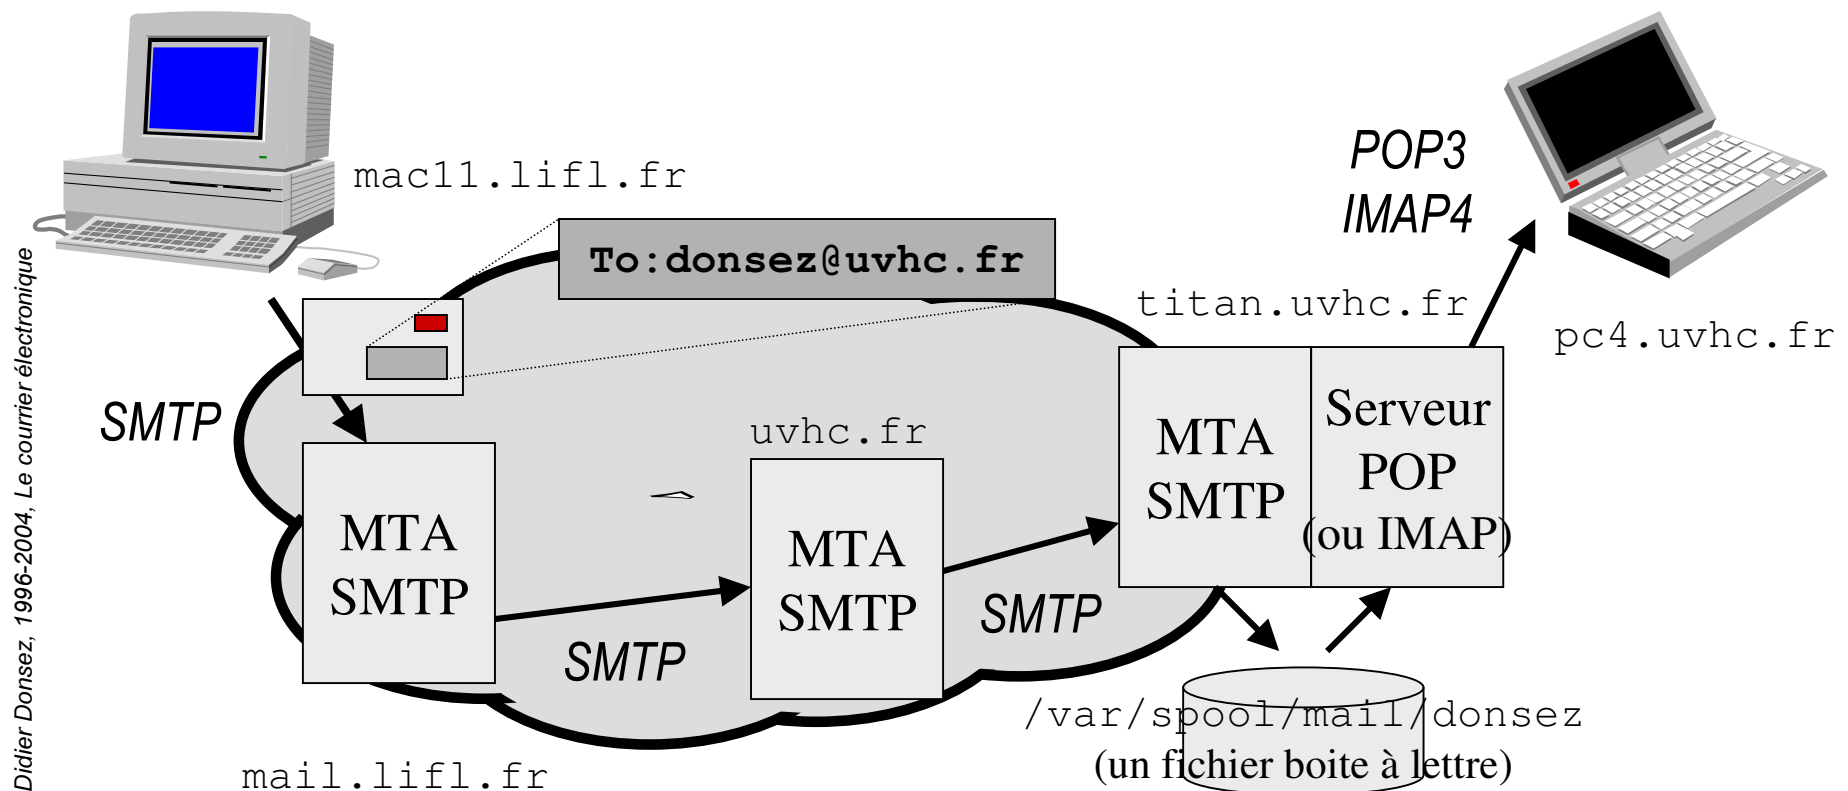 mac11.lifl.fr
POP3
IMAP4
To:donsez@uvhc.fr
titan.uvhc.fr
pc4.uvhc.fr
SMTP
uvhc.fr
MTA
SMTP
Serveur
POP
(ou IMAP)
MTA
SMTP
MTA
SMTP
SMTP
SMTP
/var/spool/mail/donsez
(un fichier boite à lettre)
mail.lifl.fr
Didier Donsez, 1996-2004, Le courrier électronique